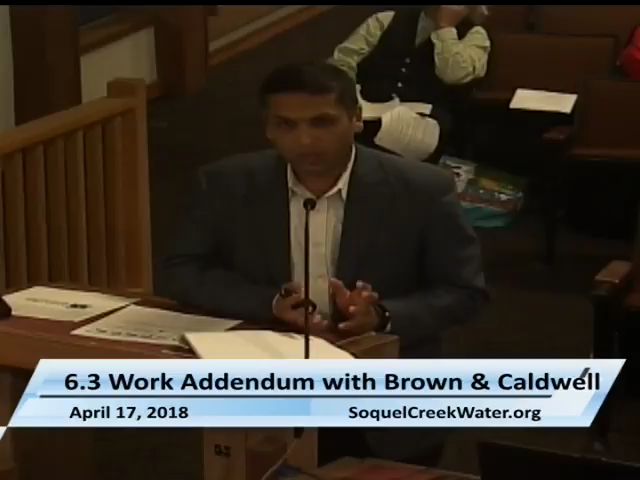 6.3 Work Addendum with Brown & Caldwell
April 17, 2018
SoquelCreekWater.org